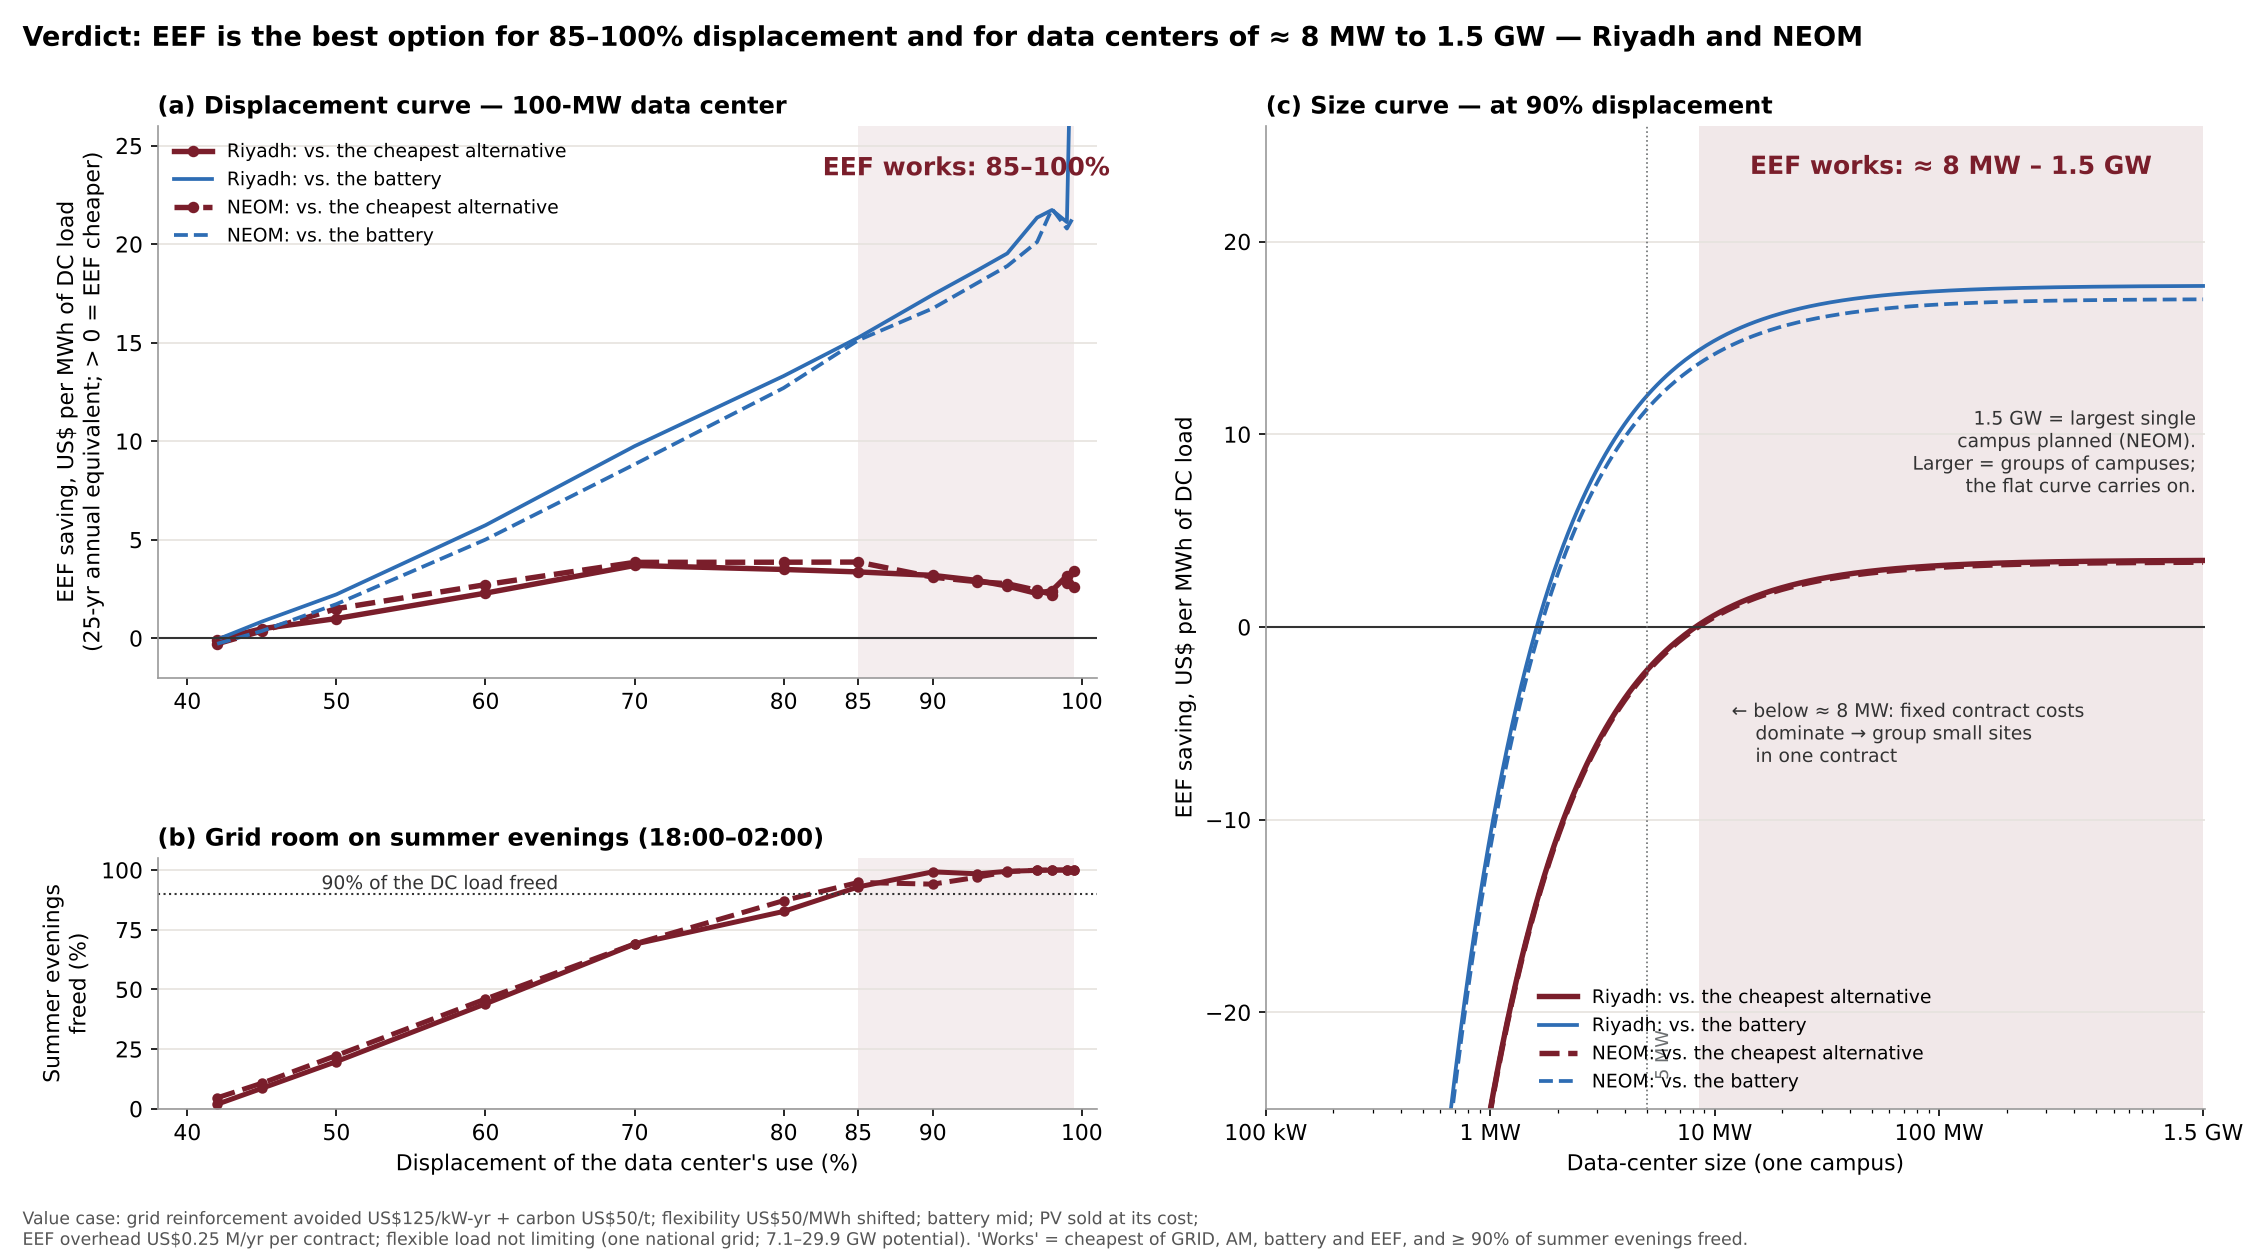 Verdict: EEF is the best option for 85–100% displacement and for data centers of ≈ 8 MW to 1.5 GW — Riyadh and NEOM
(a) Displacement curve — 100-MW data center
EEF saving, US$ per MWh of DC load
(25-yr annual equivalent; > 0 = EEF cheaper)
25
20
15
10
5
0
Riyadh: vs. the cheapest alternative
Riyadh: vs. the battery
NEOM: vs. the cheapest alternative
NEOM: vs. the battery
EEF works: 85–100%
40 50 60 70 80 85 90 100
(b) Grid room on summer evenings (18:00–02:00)
Summer evenings
freed (%)
100
75
50
25
0
90% of the DC load freed
40 50 60 70 80 85 90 100
Displacement of the data center's use (%)
(c) Size curve — at 90% displacement
EEF saving, US$ per MWh of DC load
20
10
0
−10
−20
EEF works: ≈ 8 MW – 1.5 GW
1.5 GW = largest single
campus planned (NEOM).
Larger = groups of campuses;
the flat curve carries on.
← below ≈ 8 MW: fixed contract costs
dominate → group small sites
in one contract
5 MW
Riyadh: vs. the cheapest alternative
Riyadh: vs. the battery
NEOM: vs. the cheapest alternative
NEOM: vs. the battery
100 kW 1 MW 10 MW 100 MW 1.5 GW
Data-center size (one campus)
Value case: grid reinforcement avoided US$125/kW-yr + carbon US$50/t; flexibility US$50/MWh shifted; battery mid; PV sold at its cost;
EEF overhead US$0.25 M/yr per contract; flexible load not limiting (one national grid; 7.1–29.9 GW potential). 'Works' = cheapest of GRID, AM, battery and EEF, and ≥ 90% of summer evenings freed.